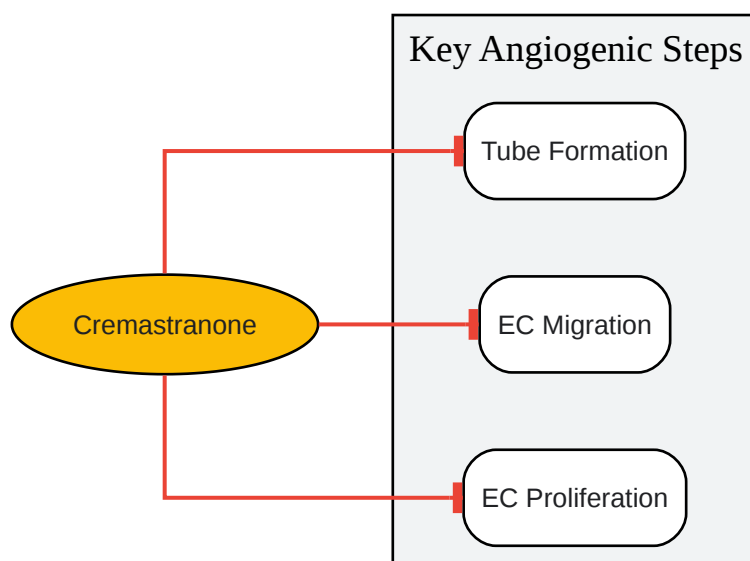 Key Angiogenic Steps
Tube Formation
Cremastranone
EC Migration
EC Proliferation